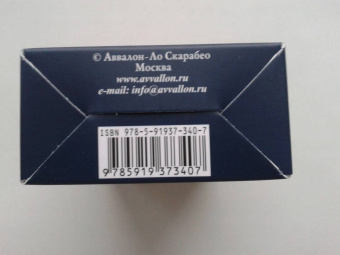 © Аввалон-Ло Скарабео
Москва
www.avvallon.ru
e-mail: info@avvallon.ru
ISBN 978-5-91937-340-7
9 785919 373407